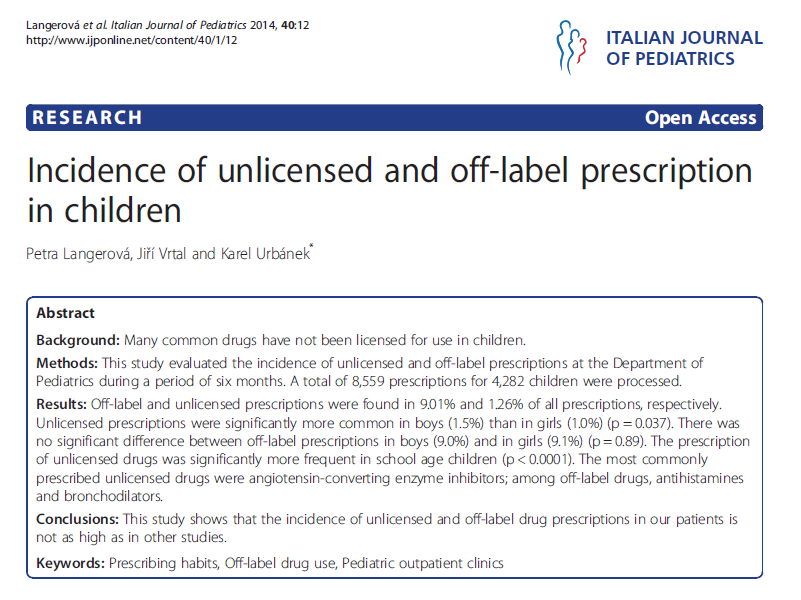 Langerová et al. Italian Journal of Pediatrics 2014, 40:12
http://www.ijponline.net/content/40/1/12
ITALIAN JOURNAL
OF PEDIATRICS
RESEARCH
Open Access
Incidence of unlicensed and off-label prescription
in children
Petra Langerová, Jiří Vrtal and Karel Urbánek*
Abstract
Background: Many common drugs have not been licensed for use in children.
Methods: This study evaluated the incidence of unlicensed and off-label prescriptions at the Department of
Pediatrics during a period of six months. A total of 8,559 prescriptions for 4,282 children were processed.
Results: Off-label and unlicensed prescriptions were found in 9.01% and 1.26% of all prescriptions, respectively.
Unlicensed prescriptions were significantly more common in boys (1.5%) than in girls (1.0%) (p = 0.037). There was
no significant difference between off-label prescriptions in boys (9.0%) and in girls (9.1%) (p = 0.89). The prescription
of unlicensed drugs was significantly more frequent in school age children (p < 0.0001). The most commonly
prescribed unlicensed drugs were angiotensin-converting enzyme inhibitors; among off-label drugs, antihistamines
and bronchodilators.
Conclusions: This study shows that the incidence of unlicensed and off-label drug prescriptions in our patients is
not as high as in other studies.
Keywords: Prescribing habits, Off-label drug use, Pediatric outpatient clinics